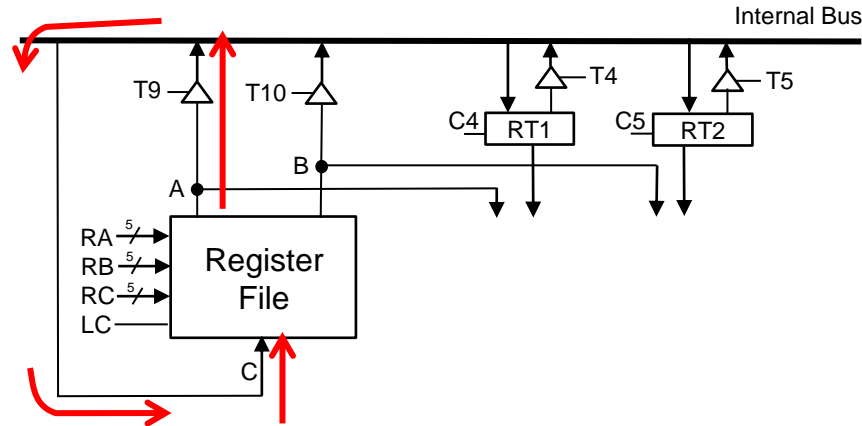 Internal Bus
T9
T10
T4
T5
C4
RT1
C5
RT2
B
A
RA
5
RB
5
RC
5
LC
Register
File
C